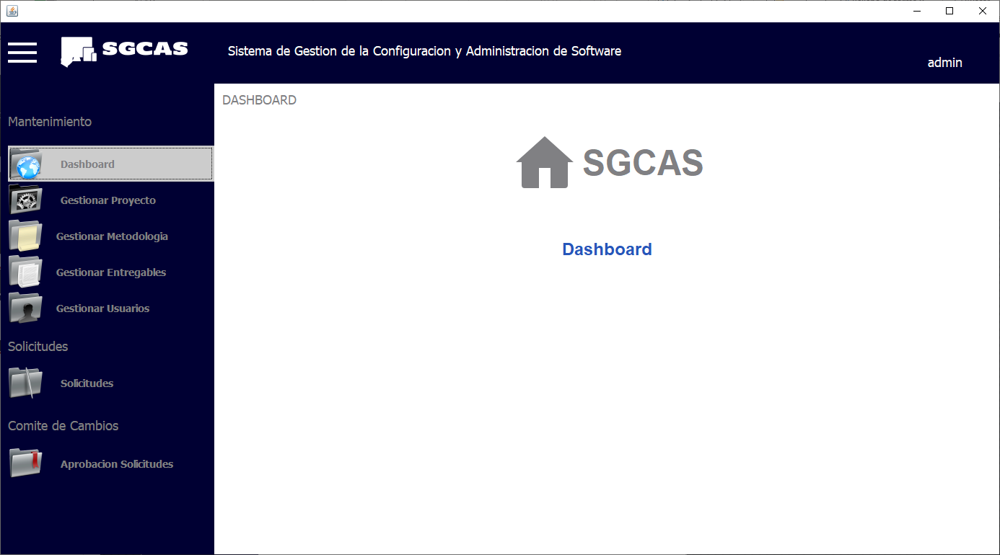 SGCAS
Sistema de Gestion de la Configuracion y Administracion de Software
admin
Mantenimiento
Dashboard
Gestionar Proyecto
Gestionar Metodologia
Gestionar Entregables
Gestionar Usuarios
Solicitudes
Solicitudes
Comite de Cambios
Aprobacion Solicitudes
DASHBOARD
SGCAS
Dashboard